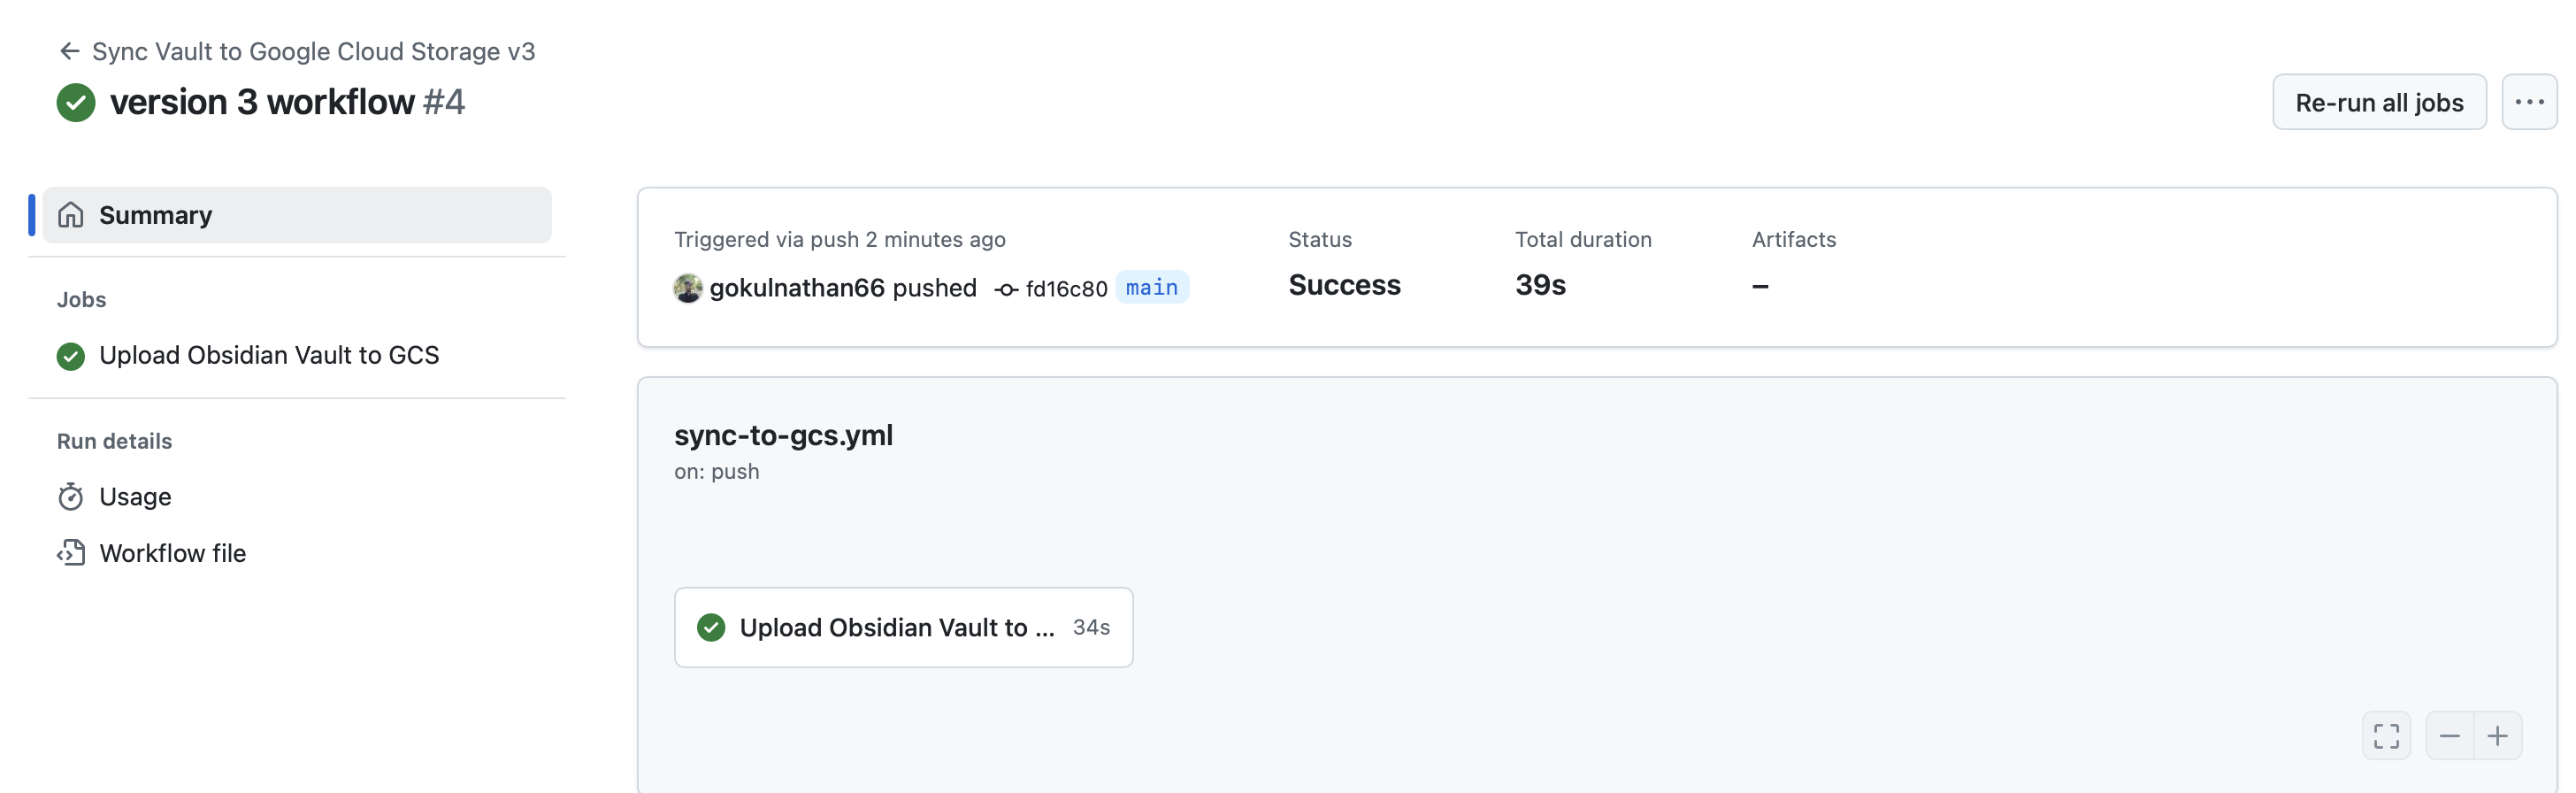 Sync Vault to Google Cloud Storage v3
version 3 workflow #4
Re-run all jobs
Summary
Jobs
Upload Obsidian Vault to GCS
Run details
Usage
Workflow file
Triggered via push 2 minutes ago
gokulnathan66 pushed fd16c80 main
Status
Success
Total duration
39s
Artifacts
–
sync-to-gcs.yml
on: push
Upload Obsidian Vault to ... 34s